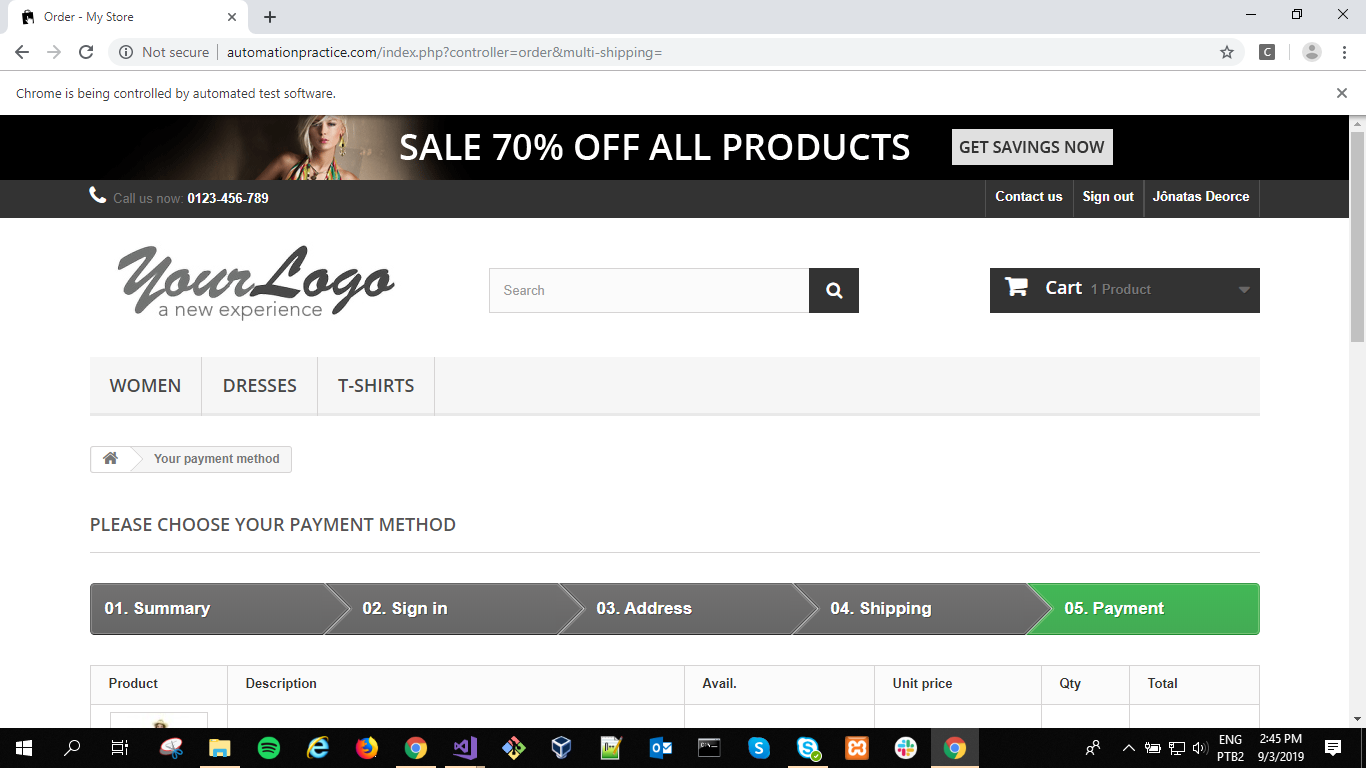 Order - My Store
Not secure automationpractice.com/index.php?controller=order&multi-shipping=
C
Chrome is being controlled by automated test software.
SALE 70% OFF ALL PRODUCTS GET SAVINGS NOW
Call us now: 0123-456-789 Contact us Sign out Jônatas Deorce
YourLogo
a new experience
Search
Cart 1 Product
WOMEN DRESSES T-SHIRTS
Your payment method
PLEASE CHOOSE YOUR PAYMENT METHOD
01. Summary 02. Sign in 03. Address 04. Shipping 05. Payment
Product Description Avail. Unit price Qty Total
ENG 2:45 PM
PTB2 9/3/2019